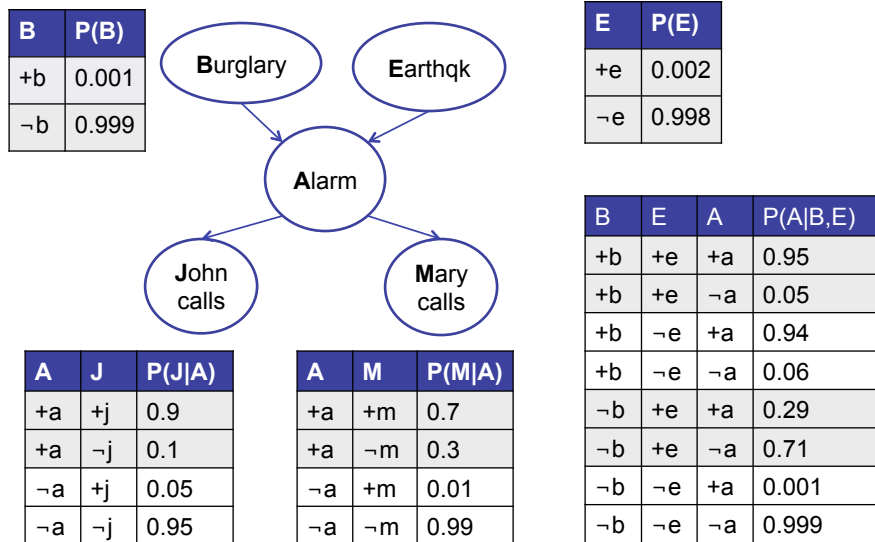 B P(B)
+b 0.001
¬b 0.999
Burglary
Earthqk
E P(E)
+e 0.002
¬e 0.998
Alarm
John
calls
Mary
calls
A J P(J|A)
+a +j 0.9
+a ¬j 0.1
¬a +j 0.05
¬a ¬j 0.95
A M P(M|A)
+a +m 0.7
+a ¬m 0.3
¬a +m 0.01
¬a ¬m 0.99
B E A P(A|B,E)
+b +e +a 0.95
+b +e ¬a 0.05
+b ¬e +a 0.94
+b ¬e ¬a 0.06
¬b +e +a 0.29
¬b +e ¬a 0.71
¬b ¬e +a 0.001
¬b ¬e ¬a 0.999